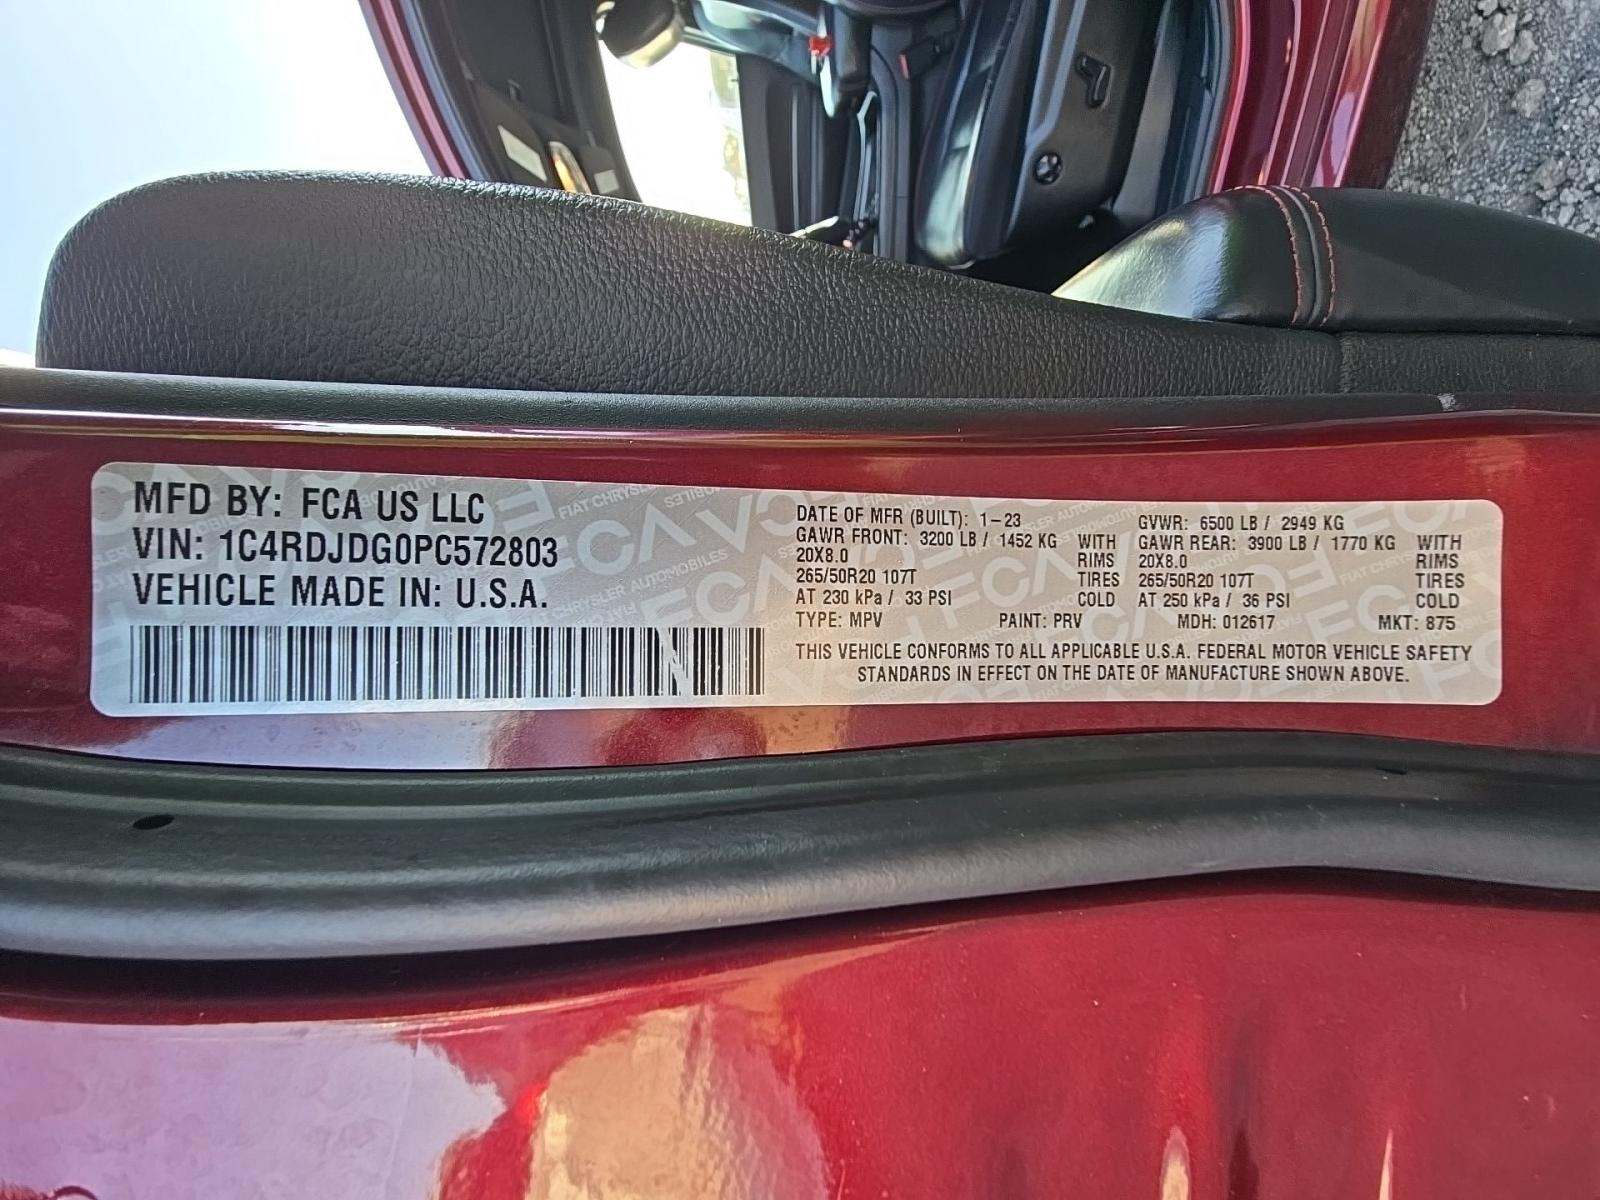 MFD BY: FCA US LLC
VIN: 1C4RDJDG0PC572803
VEHICLE MADE IN: U.S.A.
DATE OF MFR (BUILT): 1-23
GAWR FRONT: 3200 LB / 1452 KG WITH
20X8.0 RIMS
265/50R20 107T TIRES
AT 230 kPa / 33 PSI COLD
GVWR: 6500 LB / 2949 KG
GAWR REAR: 3900 LB / 1770 KG WITH
20X8.0 RIMS
265/50R20 107T TIRES
AT 250 kPa / 36 PSI COLD
TYPE: MPV PAINT: PRV MDH: 012617 MKT: 875
THIS VEHICLE CONFORMS TO ALL APPLICABLE U.S.A. FEDERAL MOTOR VEHICLE SAFETY
STANDARDS IN EFFECT ON THE DATE OF MANUFACTURE SHOWN ABOVE.